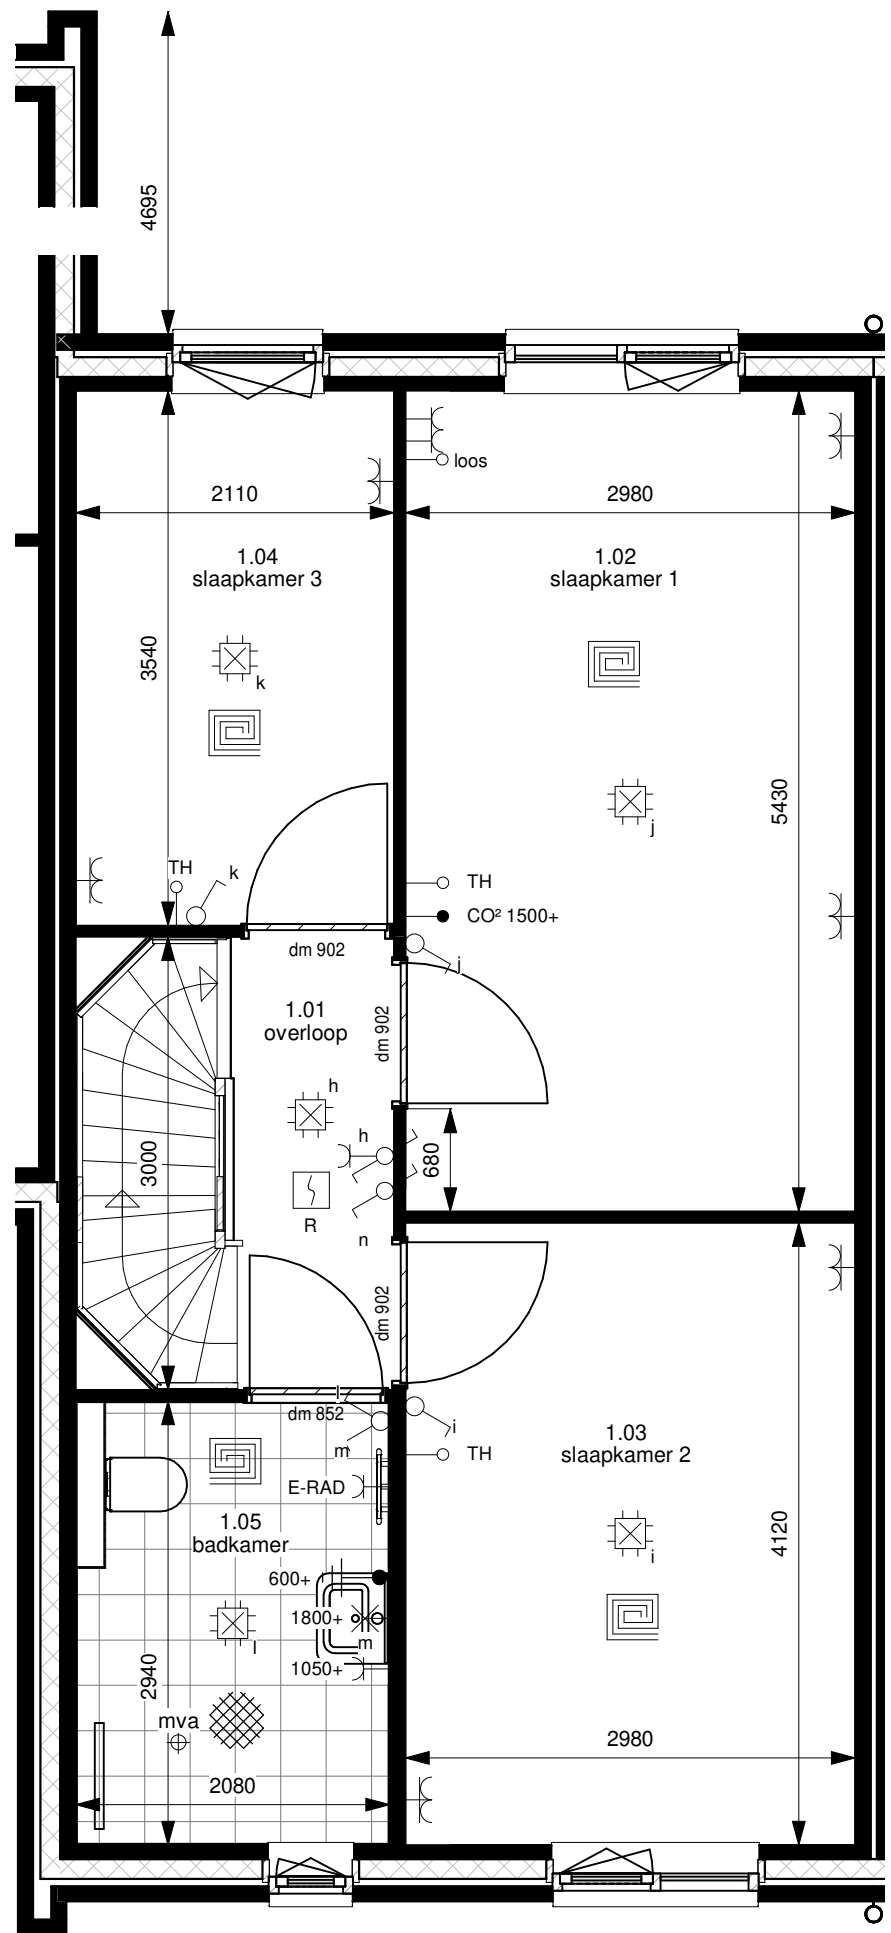 4695
loos
2110
2980
1.04
slaapkamer 3
1.02
slaapkamer 1
3540
k
5430
j
TH
k
TH
CO² 1500+
dm 902
j
1.01
overloop
dm 902
h
h
3000
680
R
n
dm 902
l
dm 852
m
i
TH
1.03
slaapkamer 2
E-RAD
1.05
badkamer
4120
i
600+
1800+
m
l
1050+
2940
mva
2980
2080